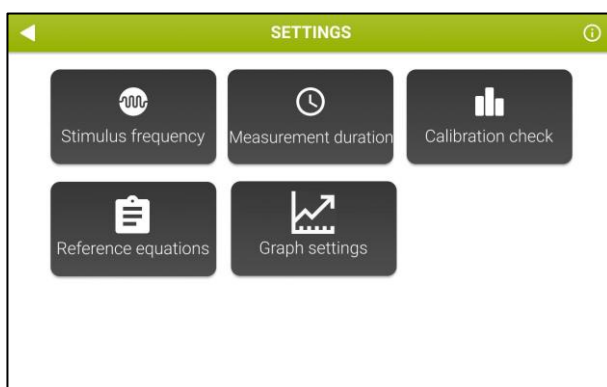 SETTINGS
Stimulus frequency
Measurement duration
Calibration check
Reference equations
Graph settings